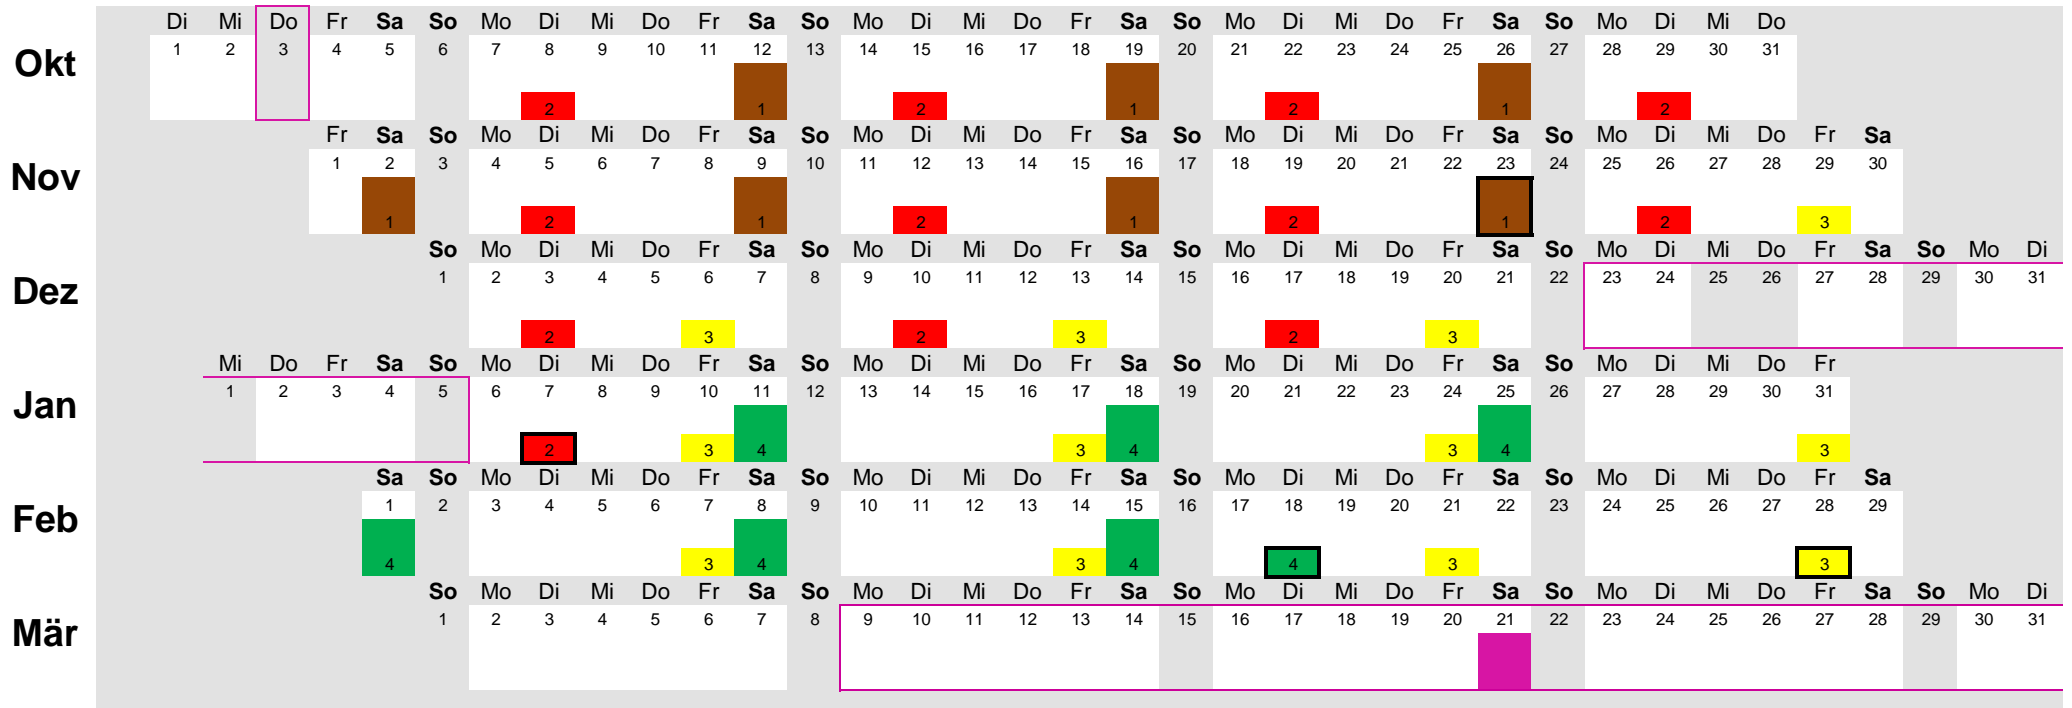 Di Mi Do Fr Sa So Mo Di Mi Do Fr Sa So Mo Di Mi Do Fr Sa So Mo Di Mi Do Fr Sa So Mo Di Mi Do
Okt 1 2 3 4 5 6 7 8 9 10 11 12 13 14 15 16 17 18 19 20 21 22 23 24 25 26 27 28 29 30 31
2 1 2 1 2 1 2
Fr Sa So Mo Di Mi Do Fr Sa So Mo Di Mi Do Fr Sa So Mo Di Mi Do Fr Sa So Mo Di Mi Do Fr Sa
Nov 1 2 3 4 5 6 7 8 9 10 11 12 13 14 15 16 17 18 19 20 21 22 23 24 25 26 27 28 29 30
1 2 1 2 1 2 1 2 3
So Mo Di Mi Do Fr Sa So Mo Di Mi Do Fr Sa So Mo Di Mi Do Fr Sa So Mo Di Mi Do Fr Sa So Mo Di
Dez 1 2 3 4 5 6 7 8 9 10 11 12 13 14 15 16 17 18 19 20 21 22 23 24 25 26 27 28 29 30 31
2 3 2 3 2 3
Mi Do Fr Sa So Mo Di Mi Do Fr Sa So Mo Di Mi Do Fr Sa So Mo Di Mi Do Fr Sa So Mo Di Mi Do Fr
Jan 1 2 3 4 5 6 7 8 9 10 11 12 13 14 15 16 17 18 19 20 21 22 23 24 25 26 27 28 29 30 31
2 3 4 3 4 3 4 3
Sa So Mo Di Mi Do Fr Sa So Mo Di Mi Do Fr Sa So Mo Di Mi Do Fr Sa So Mo Di Mi Do Fr Sa
Feb 1 2 3 4 5 6 7 8 9 10 11 12 13 14 15 16 17 18 19 20 21 22 23 24 25 26 27 28 29
4 3 4 3 4 4 3 3
So Mo Di Mi Do Fr Sa So Mo Di Mi Do Fr Sa So Mo Di Mi Do Fr Sa So Mo Di Mi Do Fr Sa So Mo Di
Mär 1 2 3 4 5 6 7 8 9 10 11 12 13 14 15 16 17 18 19 20 21 22 23 24 25 26 27 28 29 30 31